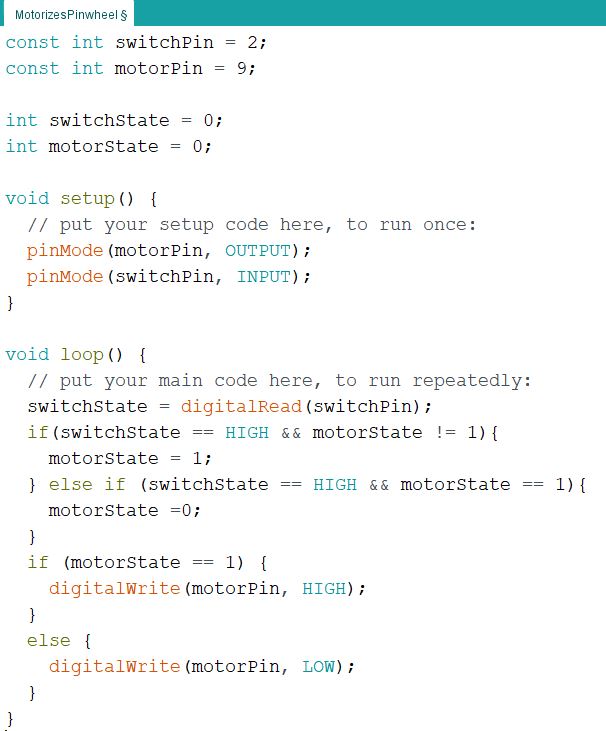 MotorizesPinwheel §
const int switchPin = 2;
const int motorPin = 9;
int switchState = 0;
int motorState = 0;
void setup() {
// put your setup code here, to run once:
pinMode(motorPin, OUTPUT);
pinMode(switchPin, INPUT);
}
void loop() {
// put your main code here, to run repeatedly:
switchState = digitalRead(switchPin);
if(switchState == HIGH && motorState != 1){
motorState = 1;
} else if (switchState == HIGH && motorState == 1){
motorState =0;
}
if (motorState == 1) {
digitalWrite(motorPin, HIGH);
}
else {
digitalWrite(motorPin, LOW);
}
}